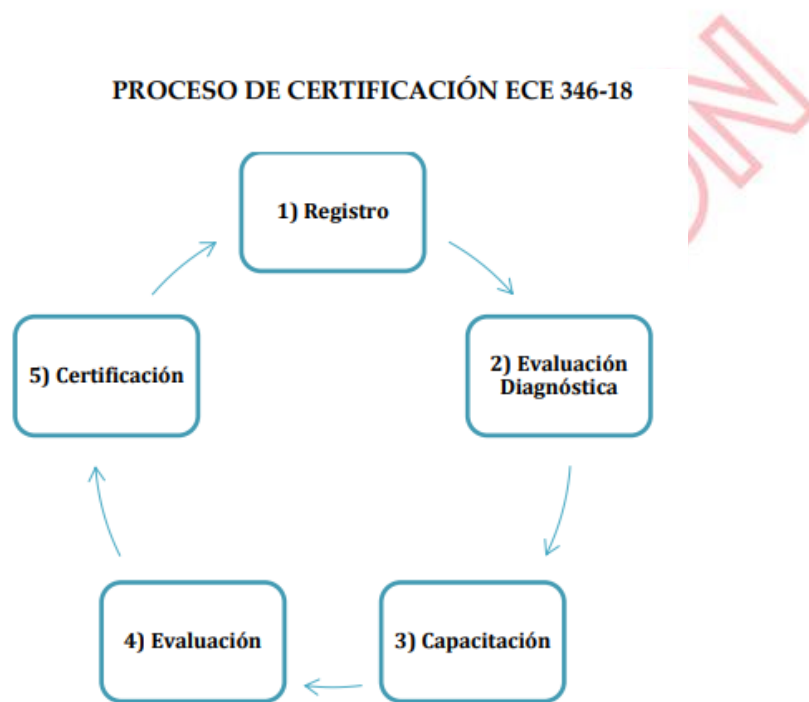 PROCESO DE CERTIFICACIÓN ECE 346-18
1) Registro
2) Evaluación
Diagnóstica
3) Capacitación
4) Evaluación
5) Certificación